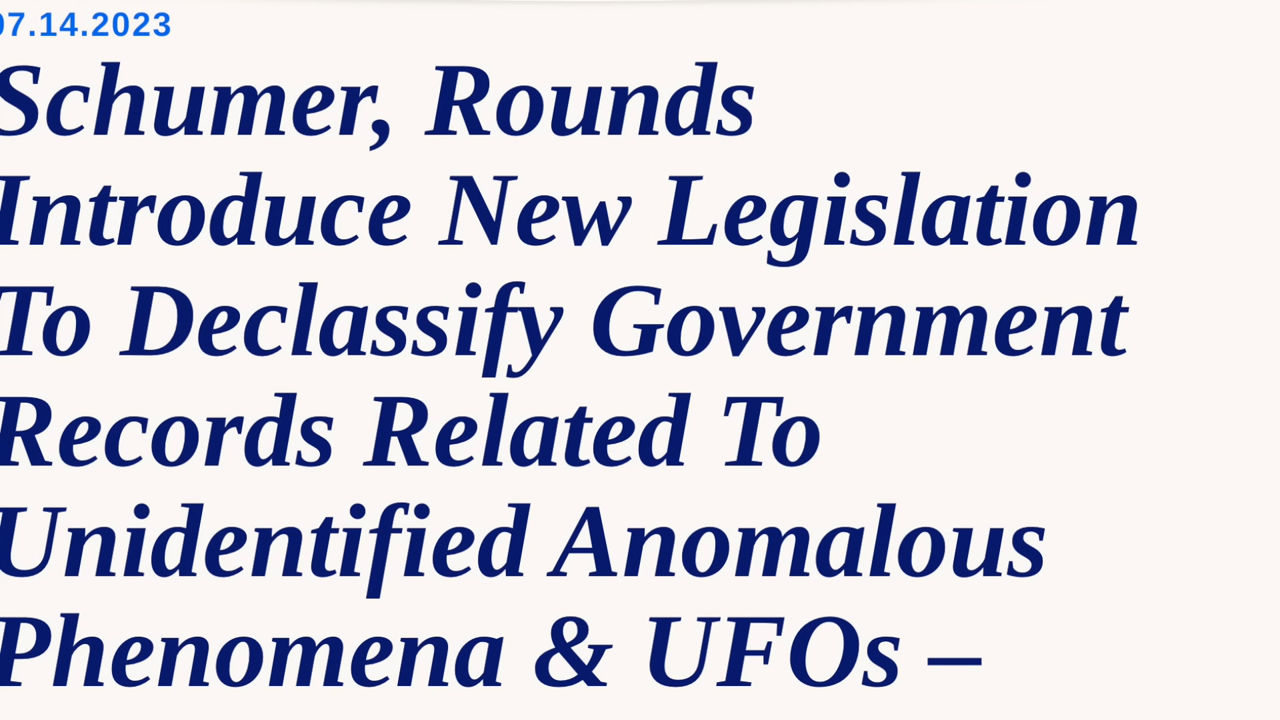 07.14.2023
Schumer, Rounds
Introduce New Legislation
To Declassify Government
Records Related To
Unidentified Anomalous
Phenomena & UFOs –